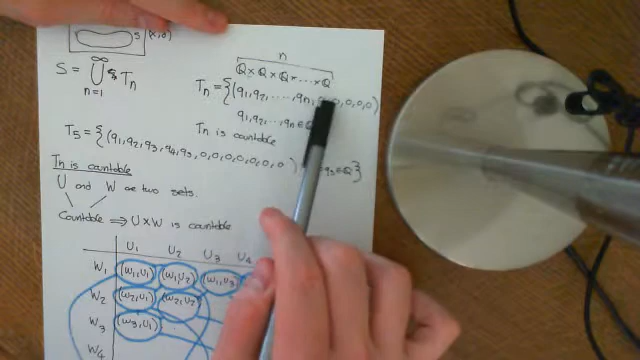 S (x,d)
n
Q × Q × Q × ... × Q
S = ∞ ⋃ n=1 Tn
Tn = {(q1, q2, ....., qn, 0, 0, 0, 0)
q1, q2, ..., qn ∈ Q
Tn is countable
T5 = {(q1, q2, q3, q4, q5, 0, 0, 0, 0, 0, 0, 0 ) q5 ∈ Q}
Tn is countable
U and W are two sets.
Countable ⟹ U×W is countable
U1 U2 U3 U4
W1 (W1,U1) (W1,U2) (W1,U3)
W2 (W2,U1) (W2,U2)
W3 (W3,U1)
W4